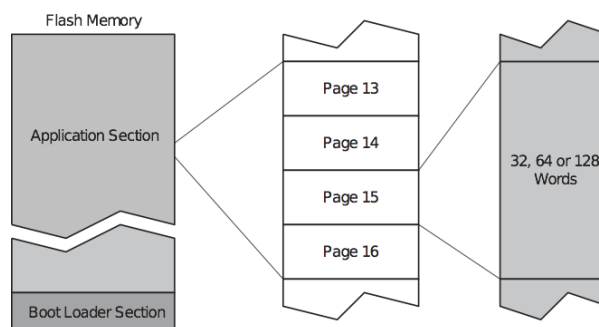 Flash Memory
Application Section
Boot Loader Section
Page 13
Page 14
Page 15
Page 16
32, 64 or 128
Words